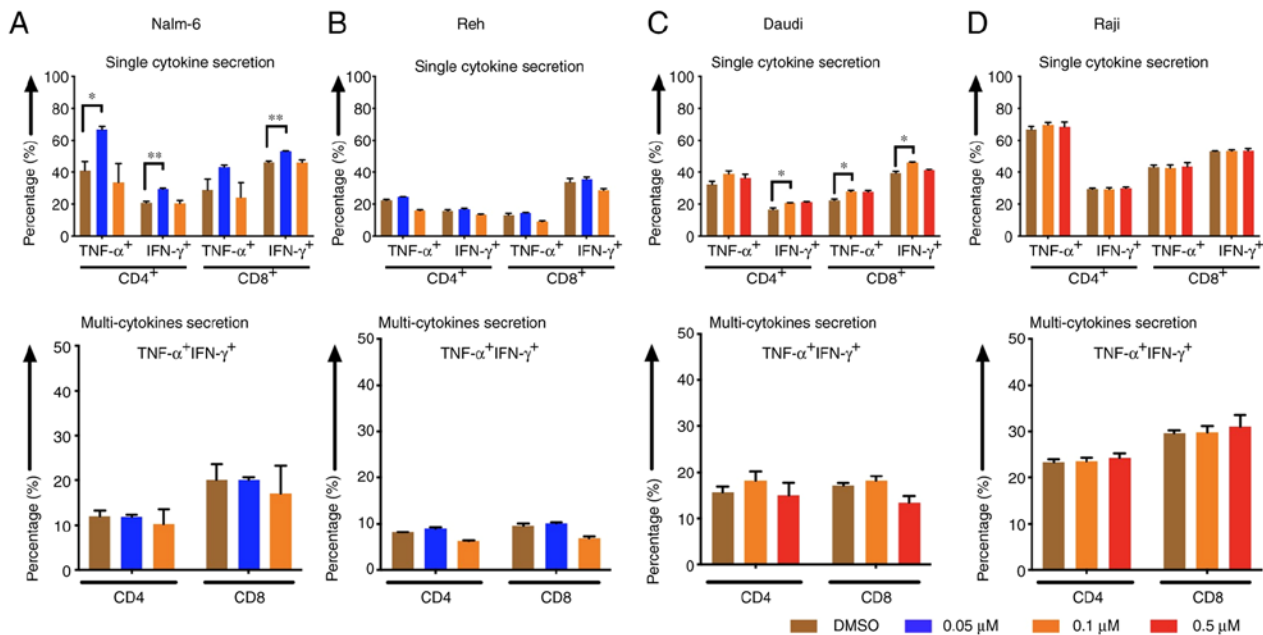 A
Nalm-6
Single cytokine secretion
Percentage (%)
100
80
60
40
20
0
*
**
**
TNF-α+ IFN-γ+ TNF-α+ IFN-γ+
CD4+ CD8+
Multi-cytokines secretion
TNF-α+IFN-γ+
Percentage (%)
50
40
30
20
10
0
CD4 CD8
B
Reh
Single cytokine secretion
Percentage (%)
100
80
60
40
20
0
TNF-α+ IFN-γ+ TNF-α+ IFN-γ+
CD4+ CD8+
Multi-cytokines secretion
TNF-α+IFN-γ+
Percentage (%)
50
40
30
20
10
0
CD4 CD8
C
Daudi
Single cytokine secretion
Percentage (%)
100
80
60
40
20
0
*
*
*
TNF-α+ IFN-γ+ TNF-α+ IFN-γ+
CD4+ CD8+
Multi-cytokines secretion
TNF-α+IFN-γ+
Percentage (%)
50
40
30
20
10
0
CD4 CD8
D
Raji
Single cytokine secretion
Percentage (%)
100
80
60
40
20
0
TNF-α+ IFN-γ+ TNF-α+ IFN-γ+
CD4+ CD8+
Multi-cytokines secretion
TNF-α+IFN-γ+
Percentage (%)
50
40
30
20
10
0
CD4 CD8
DMSO 0.05 μM 0.1 μM 0.5 μM